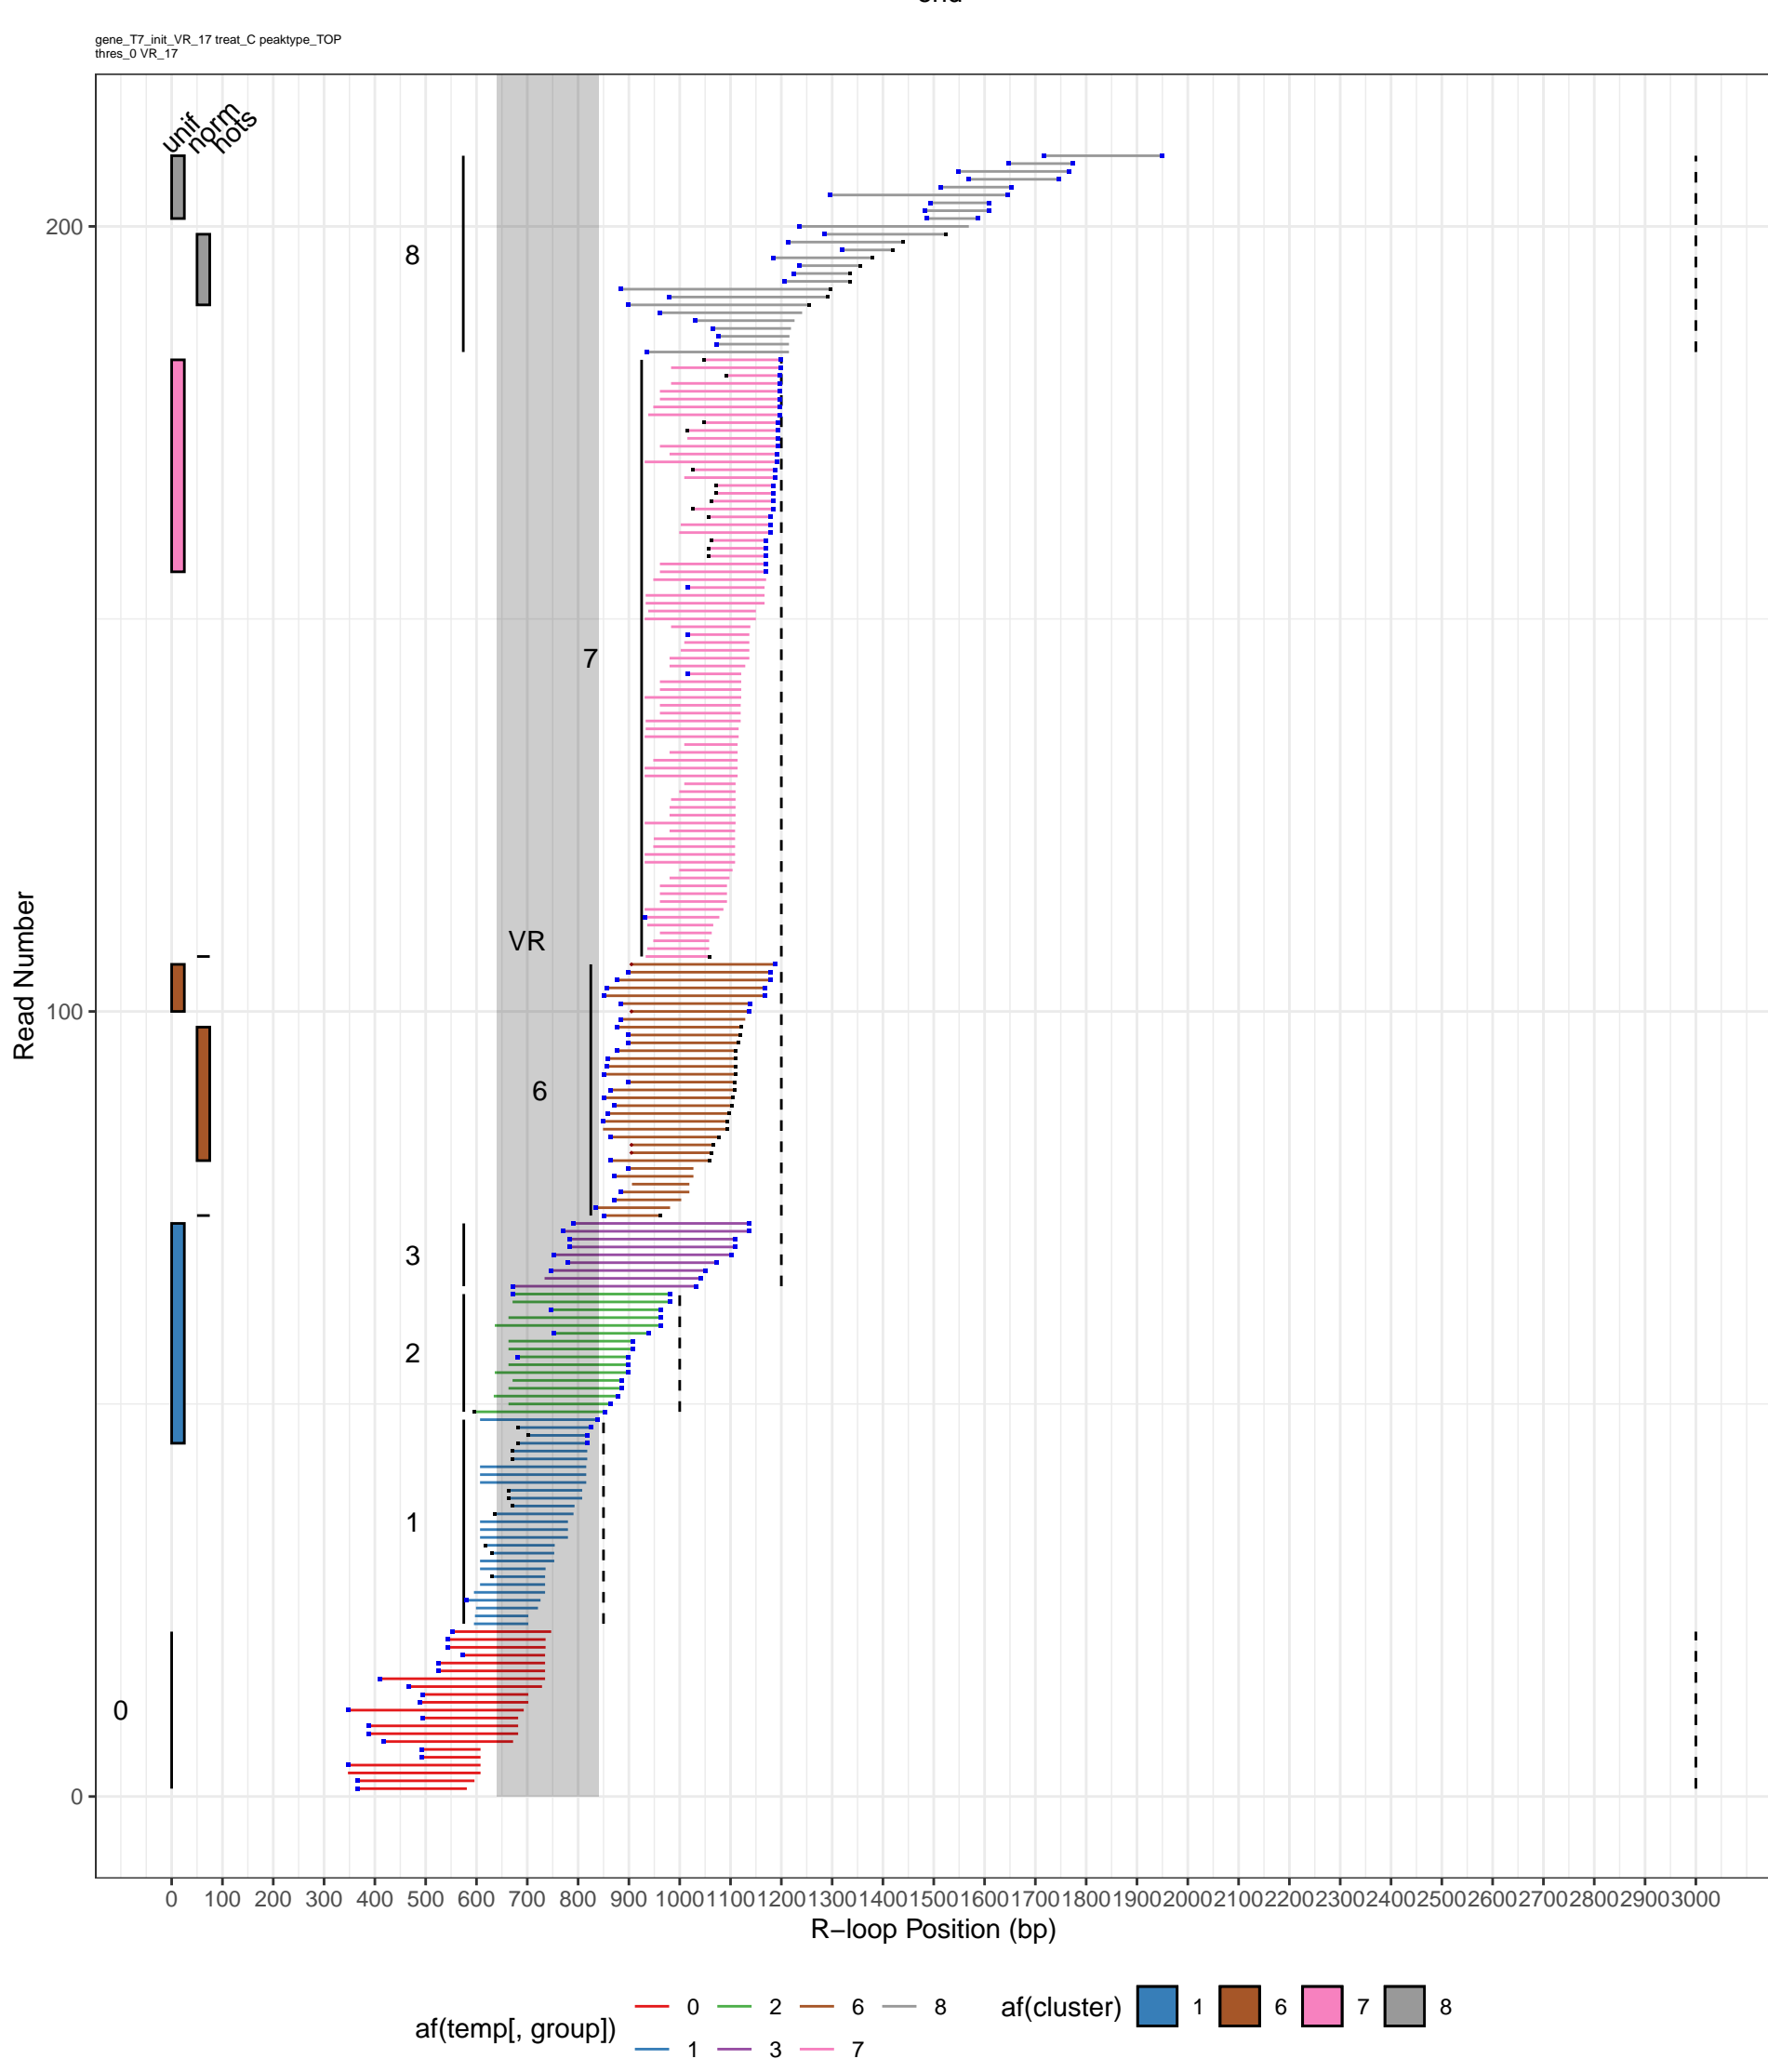 gene_T7_init_VR_17 treat_C peaktype_TOP
thres_0 VR_17
unif
norm
hots
200
8
7
Read Number
VR
100
6
3
2
1
0
0
0 100 200 300 400 500 600 700 800 900 1000 1100 1200 1300 1400 1500 1600 1700 1800 1900 2000 2100 2200 2300 2400 2500 2600 2700 2800 2900 3000
R−loop Position (bp)
af(temp[, group])
0 2 6 8
1 3 7
af(cluster) 1 6 7 8